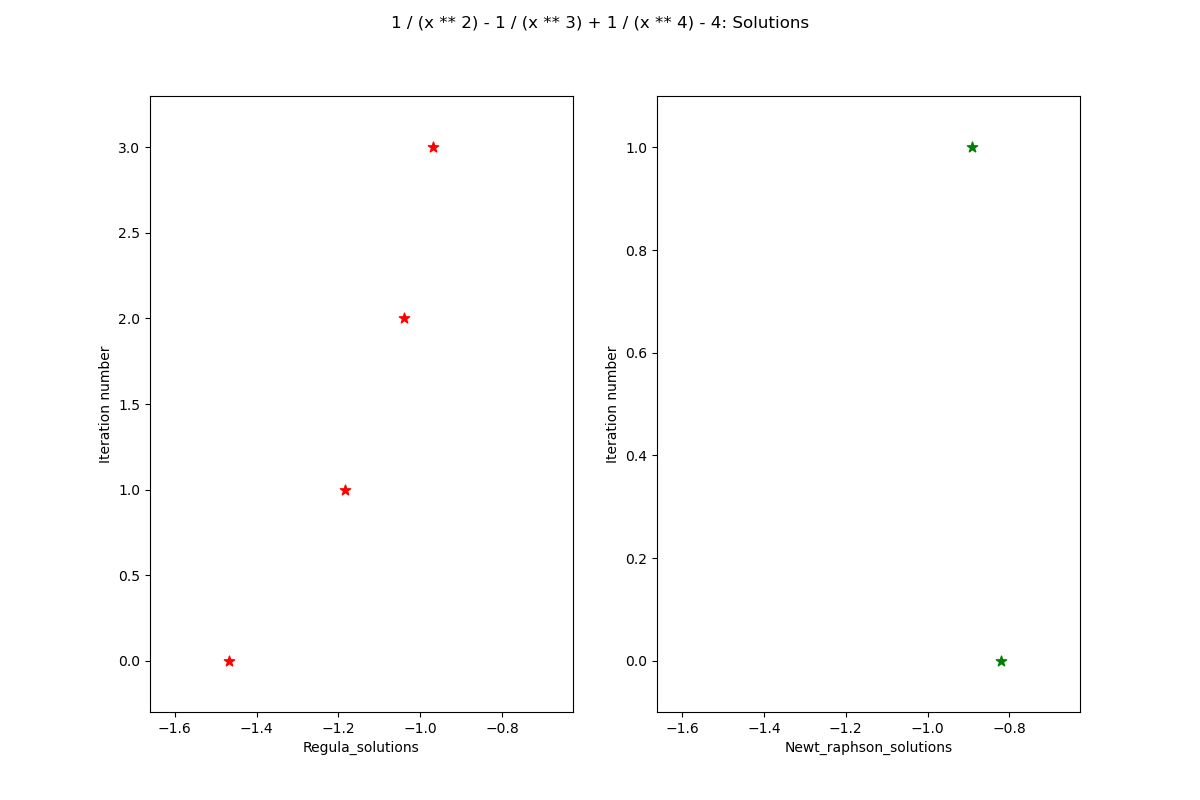 1 / (x ** 2) - 1 / (x ** 3) + 1 / (x ** 4) - 4: Solutions
Iteration number
3.0
2.5
2.0
1.5
1.0
0.5
0.0
−1.6 −1.4 −1.2 −1.0 −0.8
Regula_solutions
Iteration number
1.0
0.8
0.6
0.4
0.2
0.0
−1.6 −1.4 −1.2 −1.0 −0.8
Newt_raphson_solutions